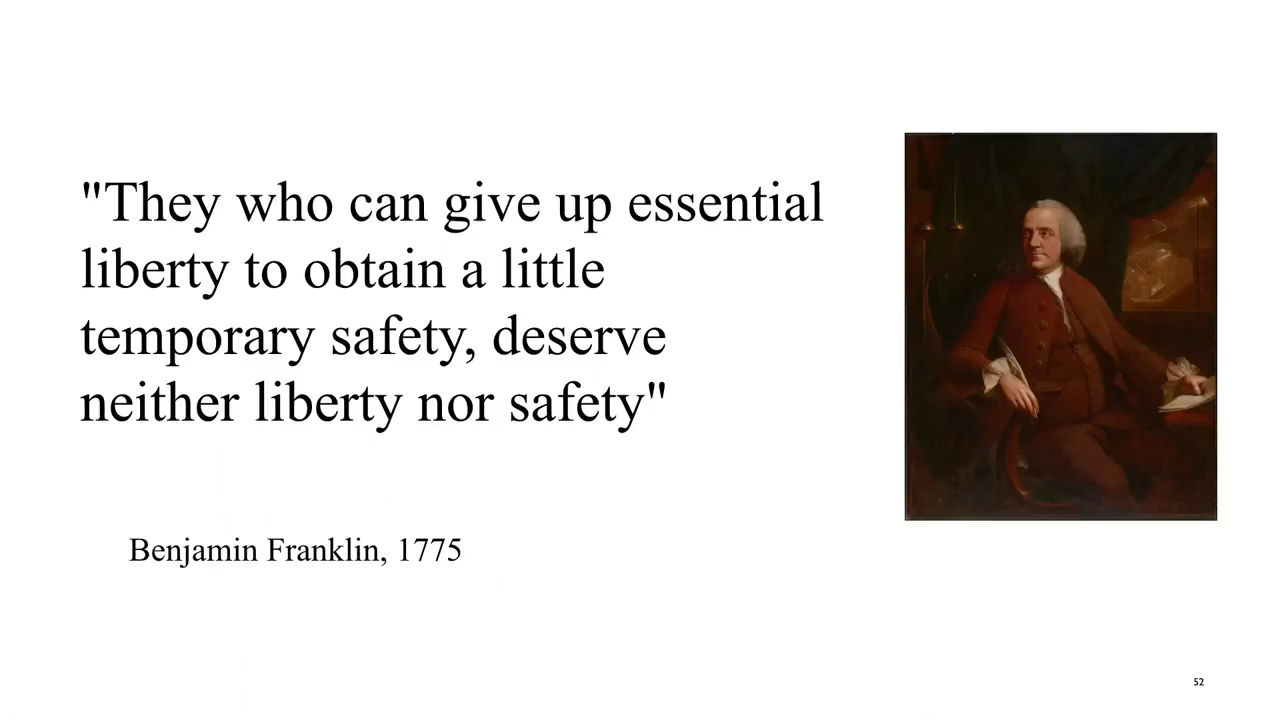 "They who can give up essential
liberty to obtain a little
temporary safety, deserve
neither liberty nor safety"
Benjamin Franklin, 1775
52